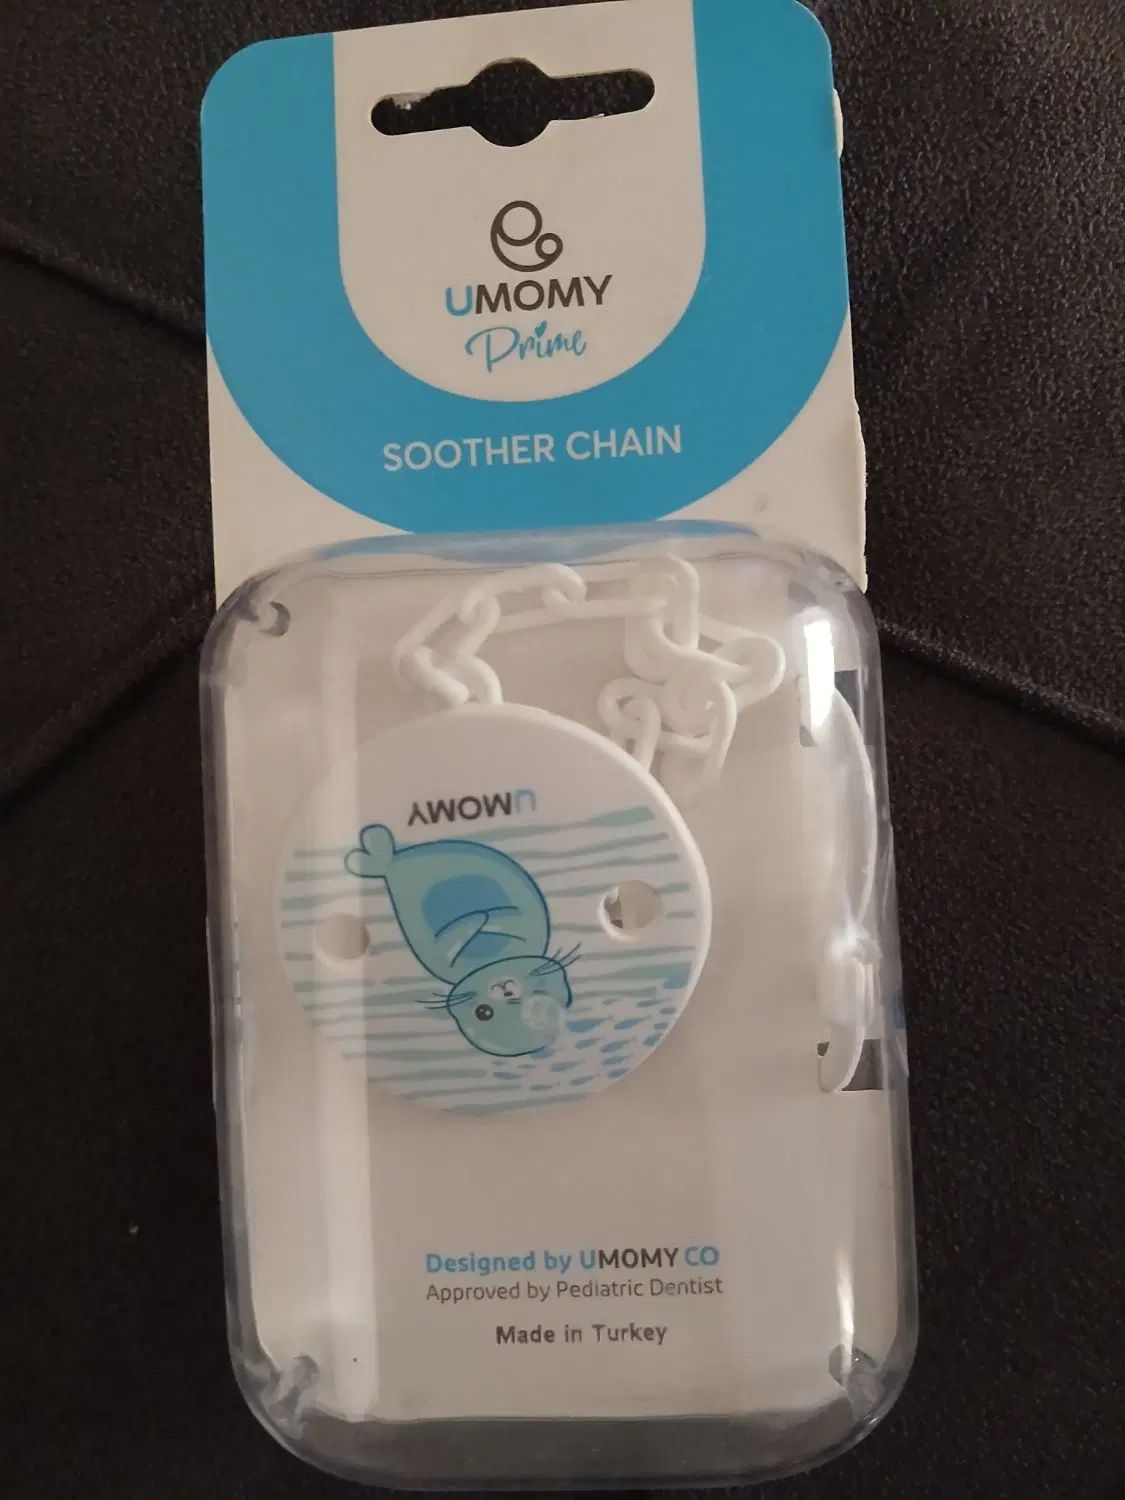 UMOMY
Prime
SOOTHER CHAIN
UMOMY
Designed by UMOMY CO
Approved by Pediatric Dentist
Made in Turkey